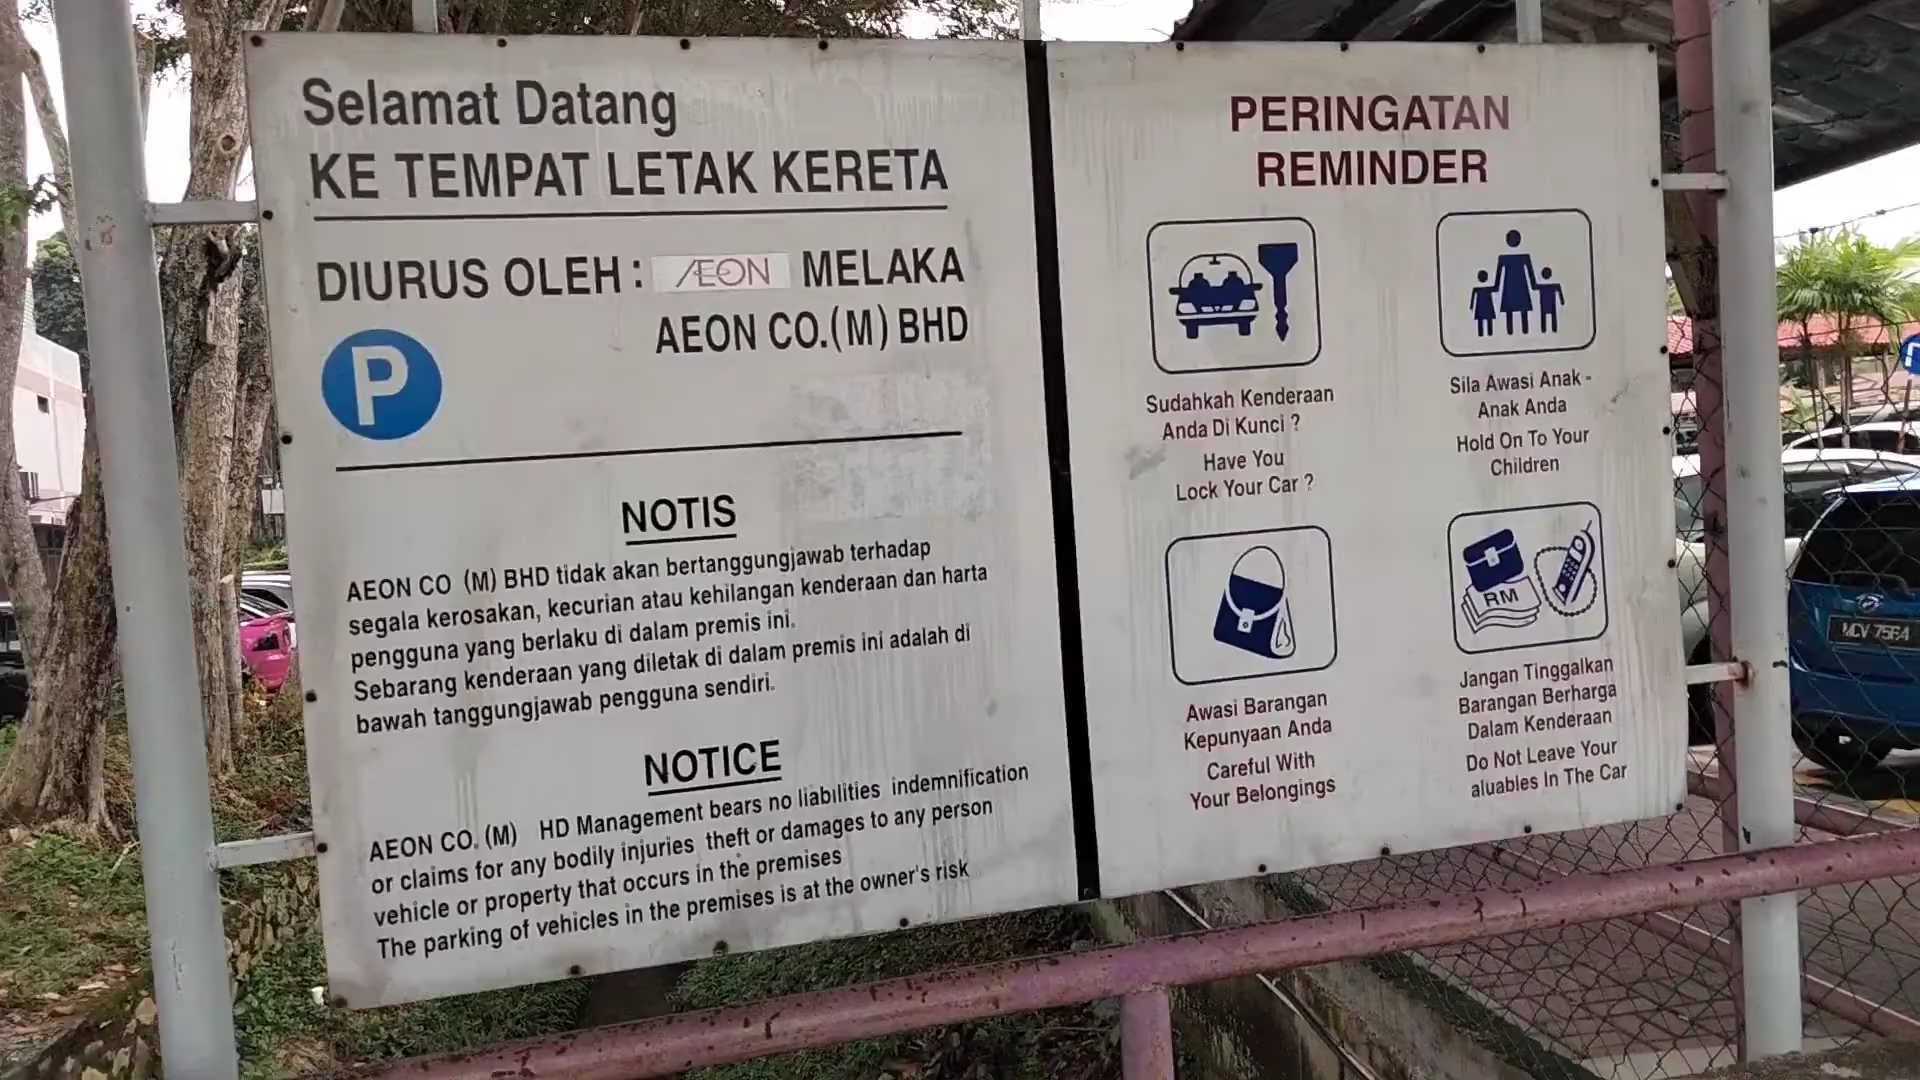 Selamat Datang
KE TEMPAT LETAK KERETA
DIURUS OLEH : ÆON MELAKA
AEON CO.(M) BHD
P
NOTIS
AEON CO (M) BHD tidak akan bertanggungjawab terhadap
segala kerosakan, kecurian atau kehilangan kenderaan dan harta
pengguna yang berlaku di dalam premis ini.
Sebarang kenderaan yang diletak di dalam premis ini adalah di
bawah tanggungjawab pengguna sendiri.
NOTICE
AEON CO. (M) HD Management bears no liabilities indemnification
or claims for any bodily injuries theft or damages to any person
vehicle or property that occurs in the premises
The parking of vehicles in the premises is at the owner's risk
PERINGATAN
REMINDER
Sudahkah Kenderaan
Anda Di Kunci ?
Have You
Lock Your Car ?
Sila Awasi Anak -
Anak Anda
Hold On To Your
Children
Awasi Barangan
Kepunyaan Anda
Careful With
Your Belongings
RM
Jangan Tinggalkan
Barangan Berharga
Dalam Kenderaan
Do Not Leave Your
aluables In The Car
MCV 7564